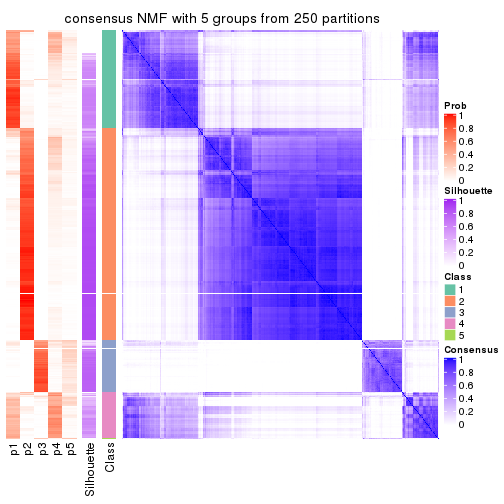 consensus NMF with 5 groups from 250 partitions
Prob
1
0.8
0.6
0.4
0.2
0
Silhouette
1
0.8
0.6
0.4
0.2
0
Class
1
2
3
4
5
Consensus
1
0.8
0.6
0.4
0.2
0
p1
p2
p3
p4
p5
Silhouette
Class